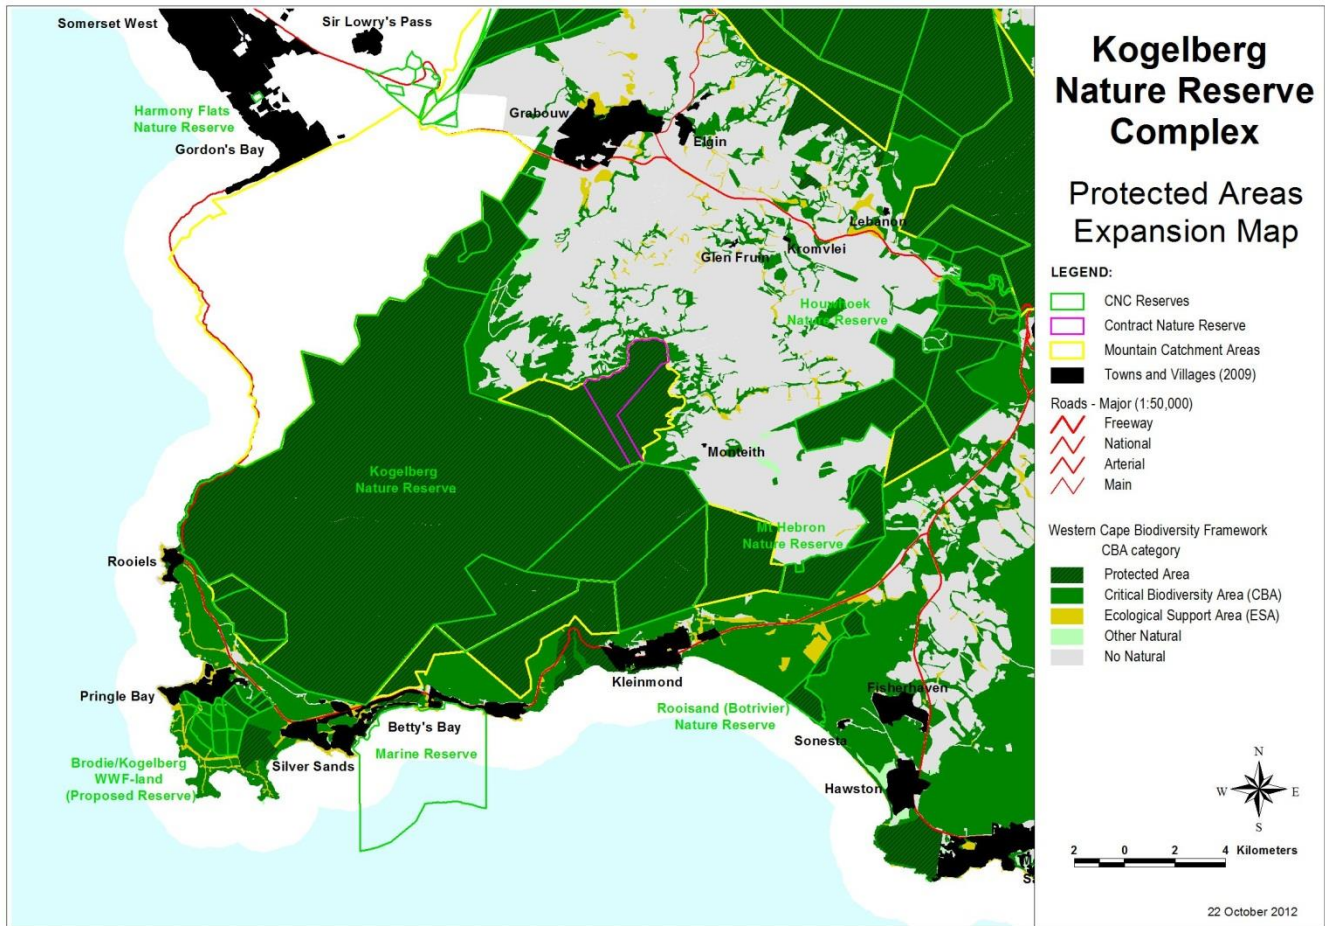 Somerset West
Sir Lowry's Pass
Harmony Flats
Nature Reserve
Gordon's Bay
Grabouw
Elgin
Lebanon
Kromvlei
Glen Fruin
Houwhoek
Nature Reserve
Monteith
Kogelberg
Nature Reserve
Mt Hebron
Nature Reserve
Rooiels
Pringle Bay
Kleinmond
Betty's Bay
Marine Reserve
Silver Sands
Brodie/Kogelberg
WWF-land
(Proposed Reserve)
Rooisand (Botrivier)
Nature Reserve
Fisherhaven
Sonesta
Hawston
Kogelberg
Nature Reserve
Complex
Protected Areas
Expansion Map
LEGEND:
CNC Reserves
Contract Nature Reserve
Mountain Catchment Areas
Towns and Villages (2009)
Roads - Major (1:50,000)
Freeway
National
Arterial
Main
Western Cape Biodiversity Framework
CBA category
Protected Area
Critical Biodiversity Area (CBA)
Ecological Support Area (ESA)
Other Natural
No Natural
N
W E
S
2 0 2 4 Kilometers
22 October 2012